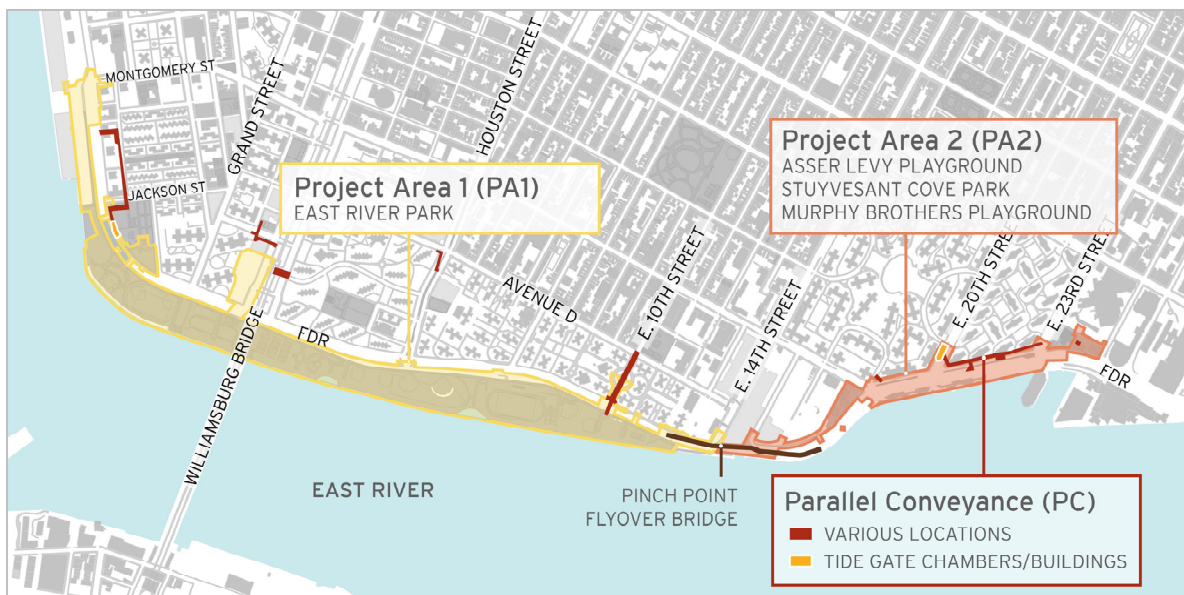 MONTGOMERY ST
GRAND STREET
HOUSTON STREET
JACKSON ST
Project Area 1 (PA1)
EAST RIVER PARK
Project Area 2 (PA2)
ASSER LEVY PLAYGROUND
STUYVESANT COVE PARK
MURPHY BROTHERS PLAYGROUND
AVENUE D
E. 10TH STREET
E. 14TH STREET
E. 20TH STREET
E. 23RD STREET
FDR
FDR
WILLIAMSBURG BRIDGE
EAST RIVER
PINCH POINT
FLYOVER BRIDGE
Parallel Conveyance (PC)
VARIOUS LOCATIONS
TIDE GATE CHAMBERS/BUILDINGS